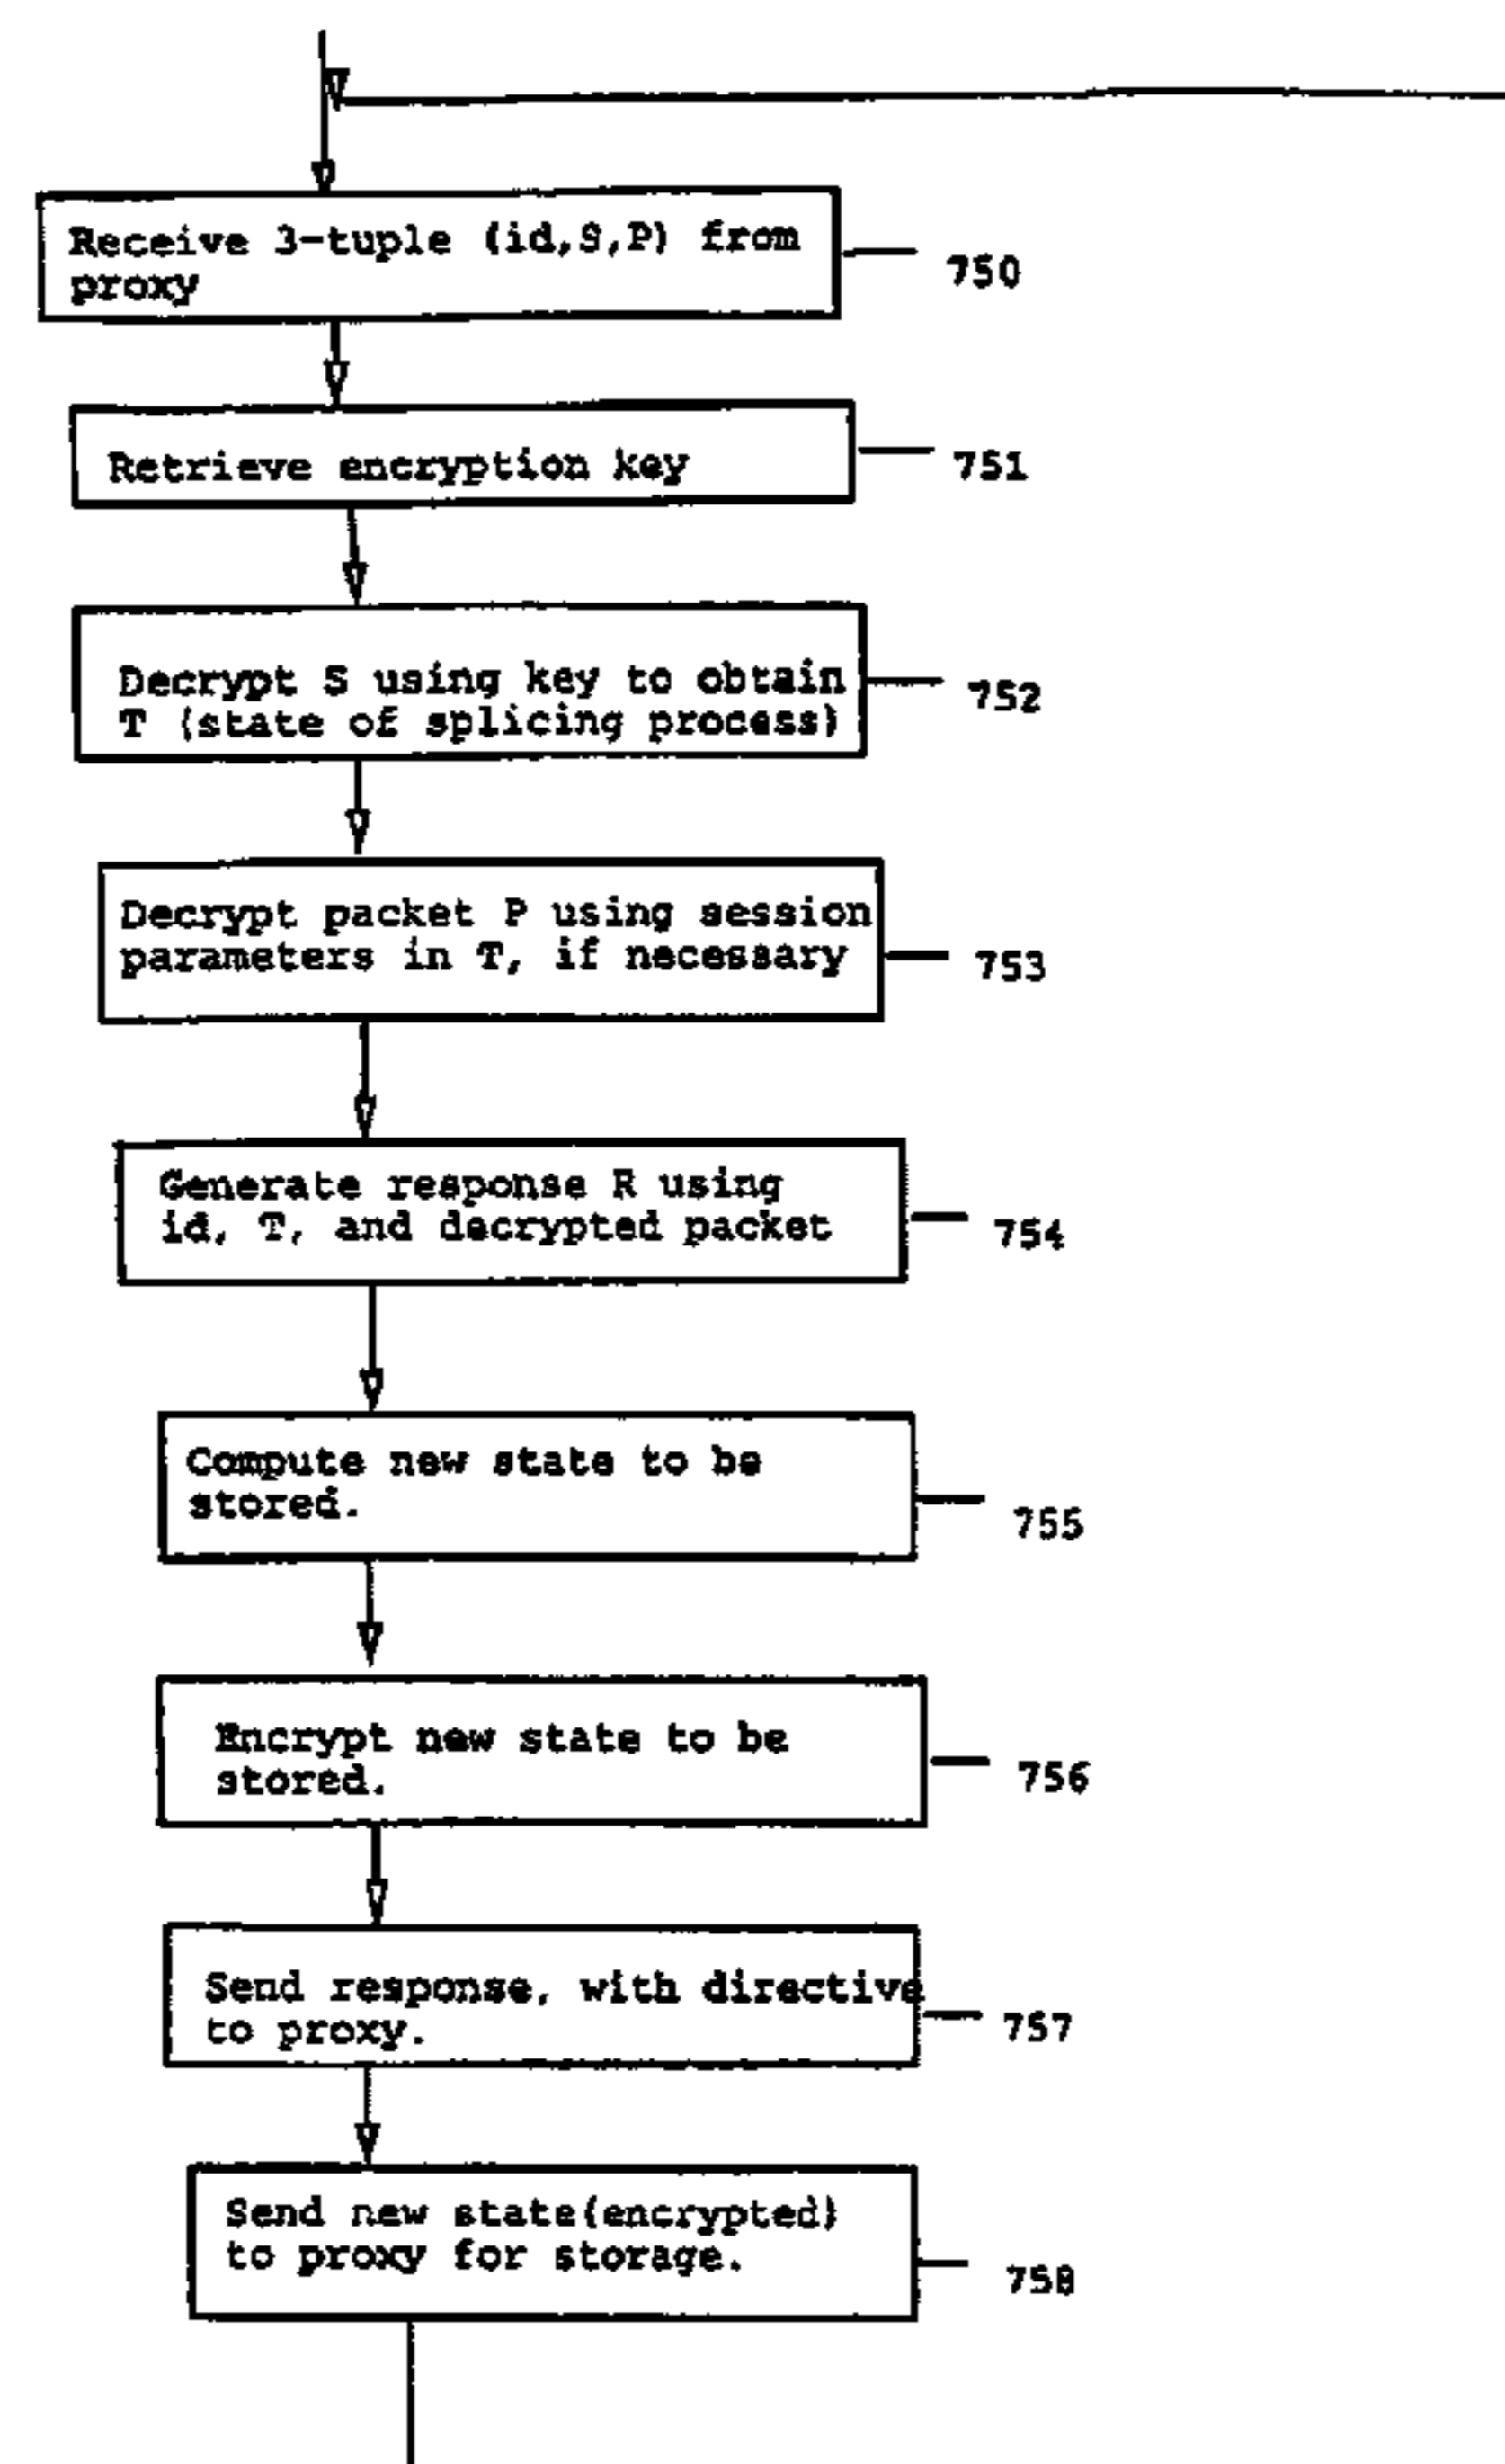 Receive 3-tuple (id,S,P) from
proxy
750
Retrieve encryption key
751
Decrypt S using key to obtain
T (state of splicing process)
752
Decrypt packet P using session
parameters in T, if necessary
753
Generate response R using
id, T, and decrypted packet
754
Compute new state to be
stored.
755
Encrypt new state to be
stored.
756
Send response, with directive
to proxy.
757
Send new state(encrypted)
to proxy for storage.
758